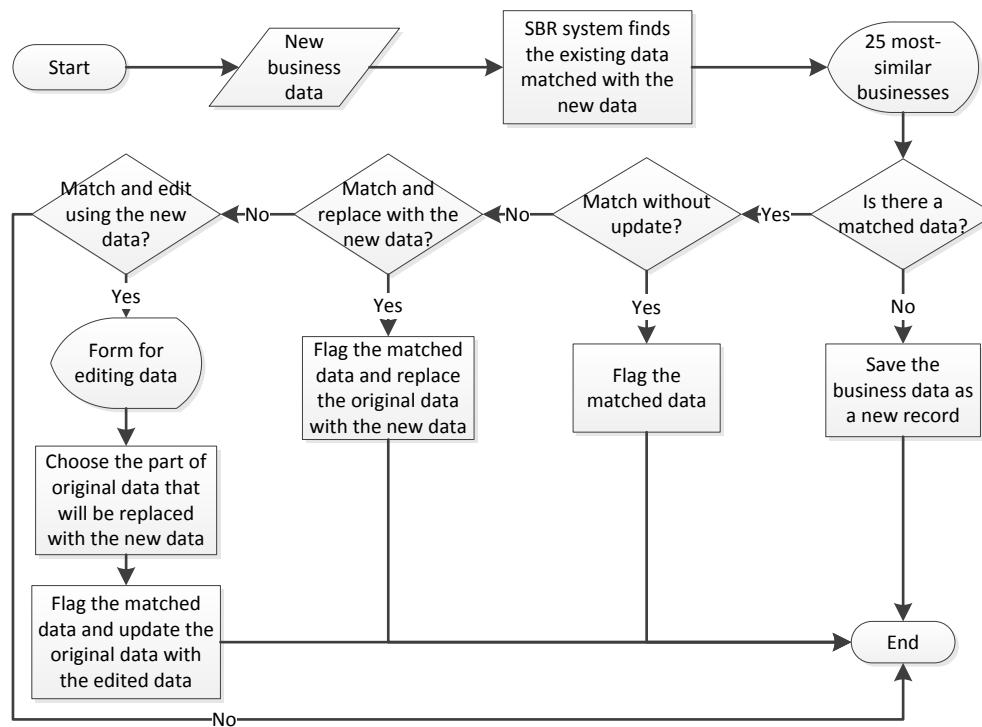 Start
New
business
data
SBR system finds
the existing data
matched with the
new data
25 most-
similar
businesses
Is there a
matched data?
Yes
No
Match without
update?
No
Yes
Match and
replace with the
new data?
No
Yes
Match and edit
using the new
data?
Yes
Form for
editing data
Choose the part of
original data that
will be replaced
with the new data
Flag the matched
data and update the
original data with
the edited data
Flag the matched
data and replace
the original data
with the new data
Flag the
matched data
Save the
business data as
a new record
End
No